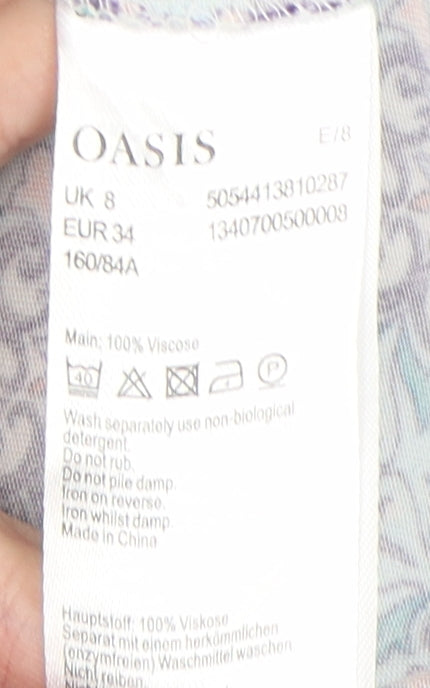 OASIS E/8
UK 8 5054413810287
EUR 34 1340700500008
160/84A
Main: 100% Viscose
40 P
Wash separately use non-biological
detergent.
Do not rub.
Do not pile damp.
Iron on reverse.
Iron whilst damp.
Made in China
Hauptstoff: 100% Viskose
Separat mit einem herkömmlichen
(enzymfreien) Waschmittel waschen
Nicht reiben.